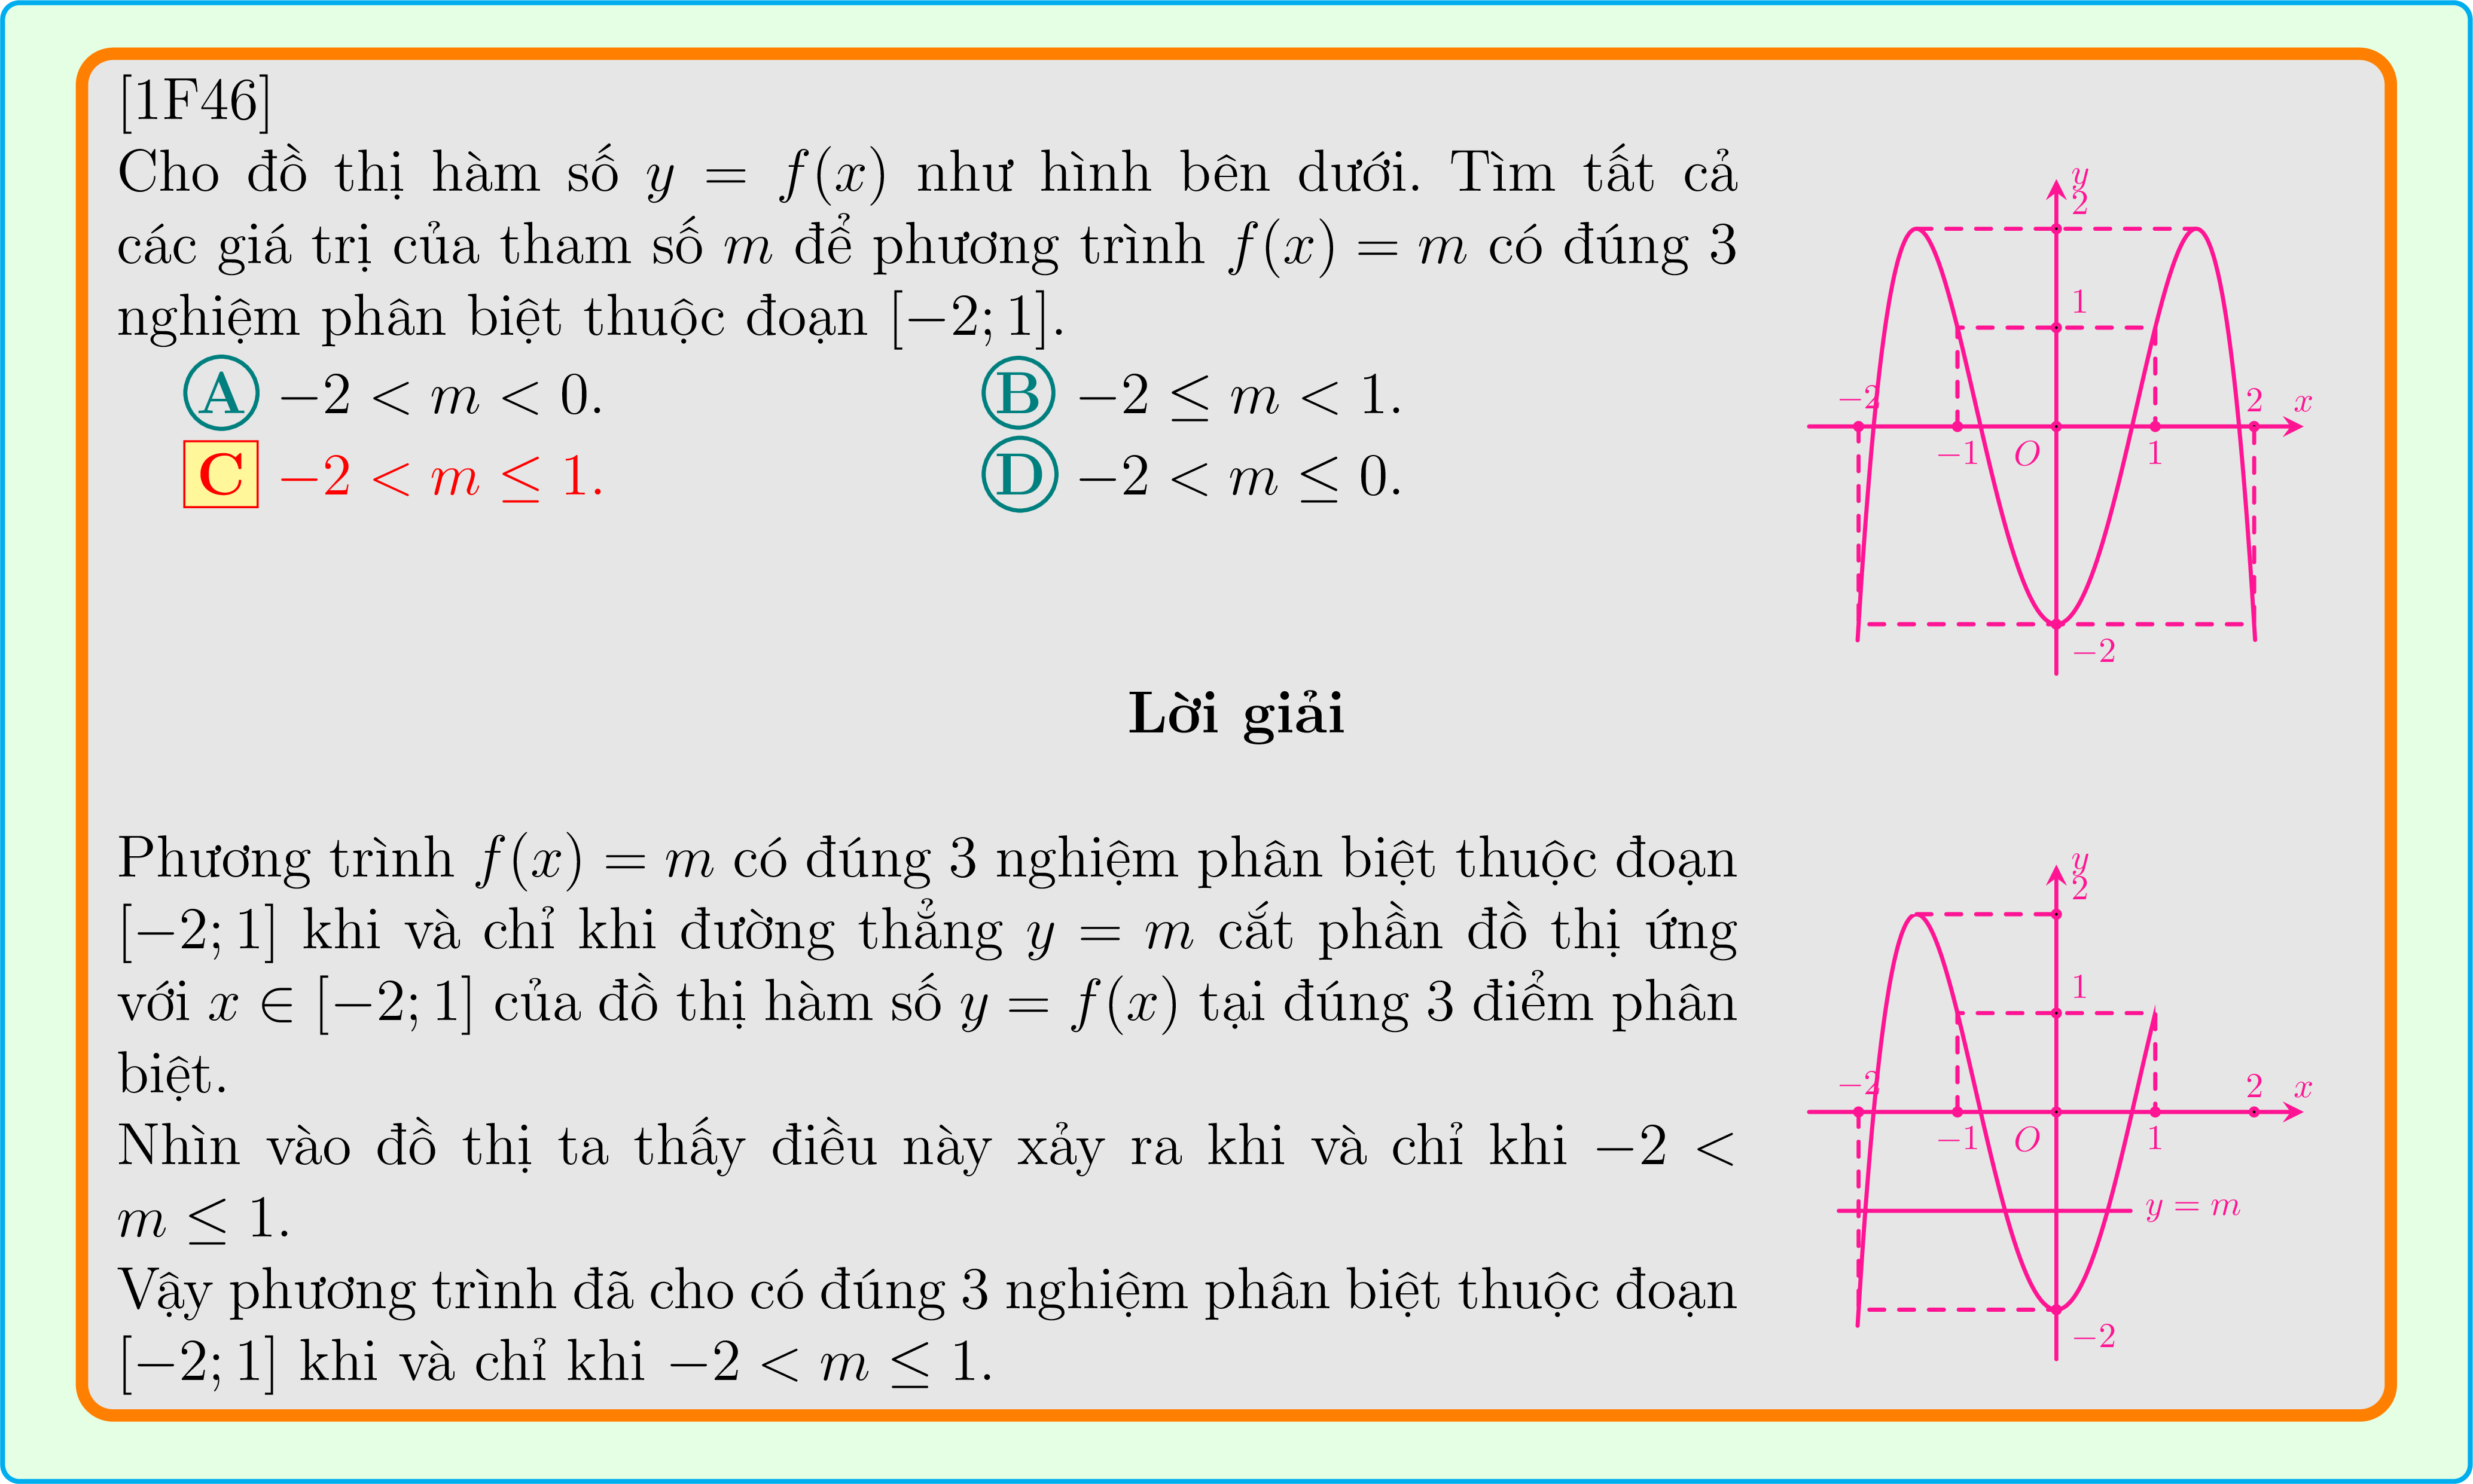 [1F46]
Cho đồ thị hàm số y = f(x) như hình bên dưới. Tìm tất cả
các giá trị của tham số m để phương trình f(x) = m có đúng 3
nghiệm phân biệt thuộc đoạn [−2; 1].
A −2 < m < 0.
B −2 ≤ m < 1.
C −2 < m ≤ 1.
D −2 < m ≤ 0.
y
2
1
−2
2
x
−1
O
1
−2
Lời giải
Phương trình f(x) = m có đúng 3 nghiệm phân biệt thuộc đoạn
[−2; 1] khi và chỉ khi đường thẳng y = m cắt phần đồ thị ứng
với x ∈ [−2; 1] của đồ thị hàm số y = f(x) tại đúng 3 điểm phân
biệt.
Nhìn vào đồ thị ta thấy điều này xảy ra khi và chỉ khi −2 <
m ≤ 1.
Vậy phương trình đã cho có đúng 3 nghiệm phân biệt thuộc đoạn
[−2; 1] khi và chỉ khi −2 < m ≤ 1.
y
2
1
−2
2
x
−1
O
1
y = m
−2